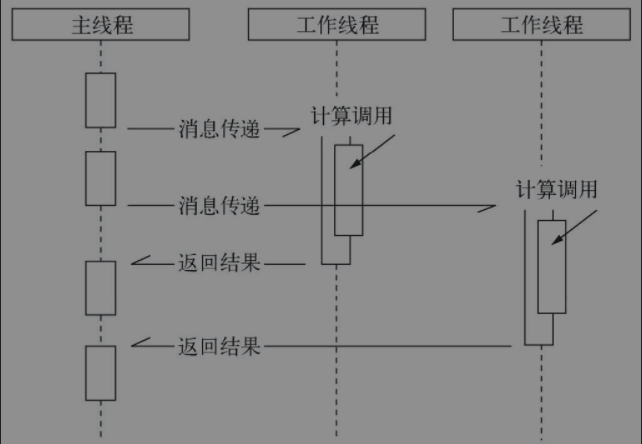 主线程
工作线程
工作线程
计算调用
消息传递
计算调用
消息传递
返回结果
返回结果